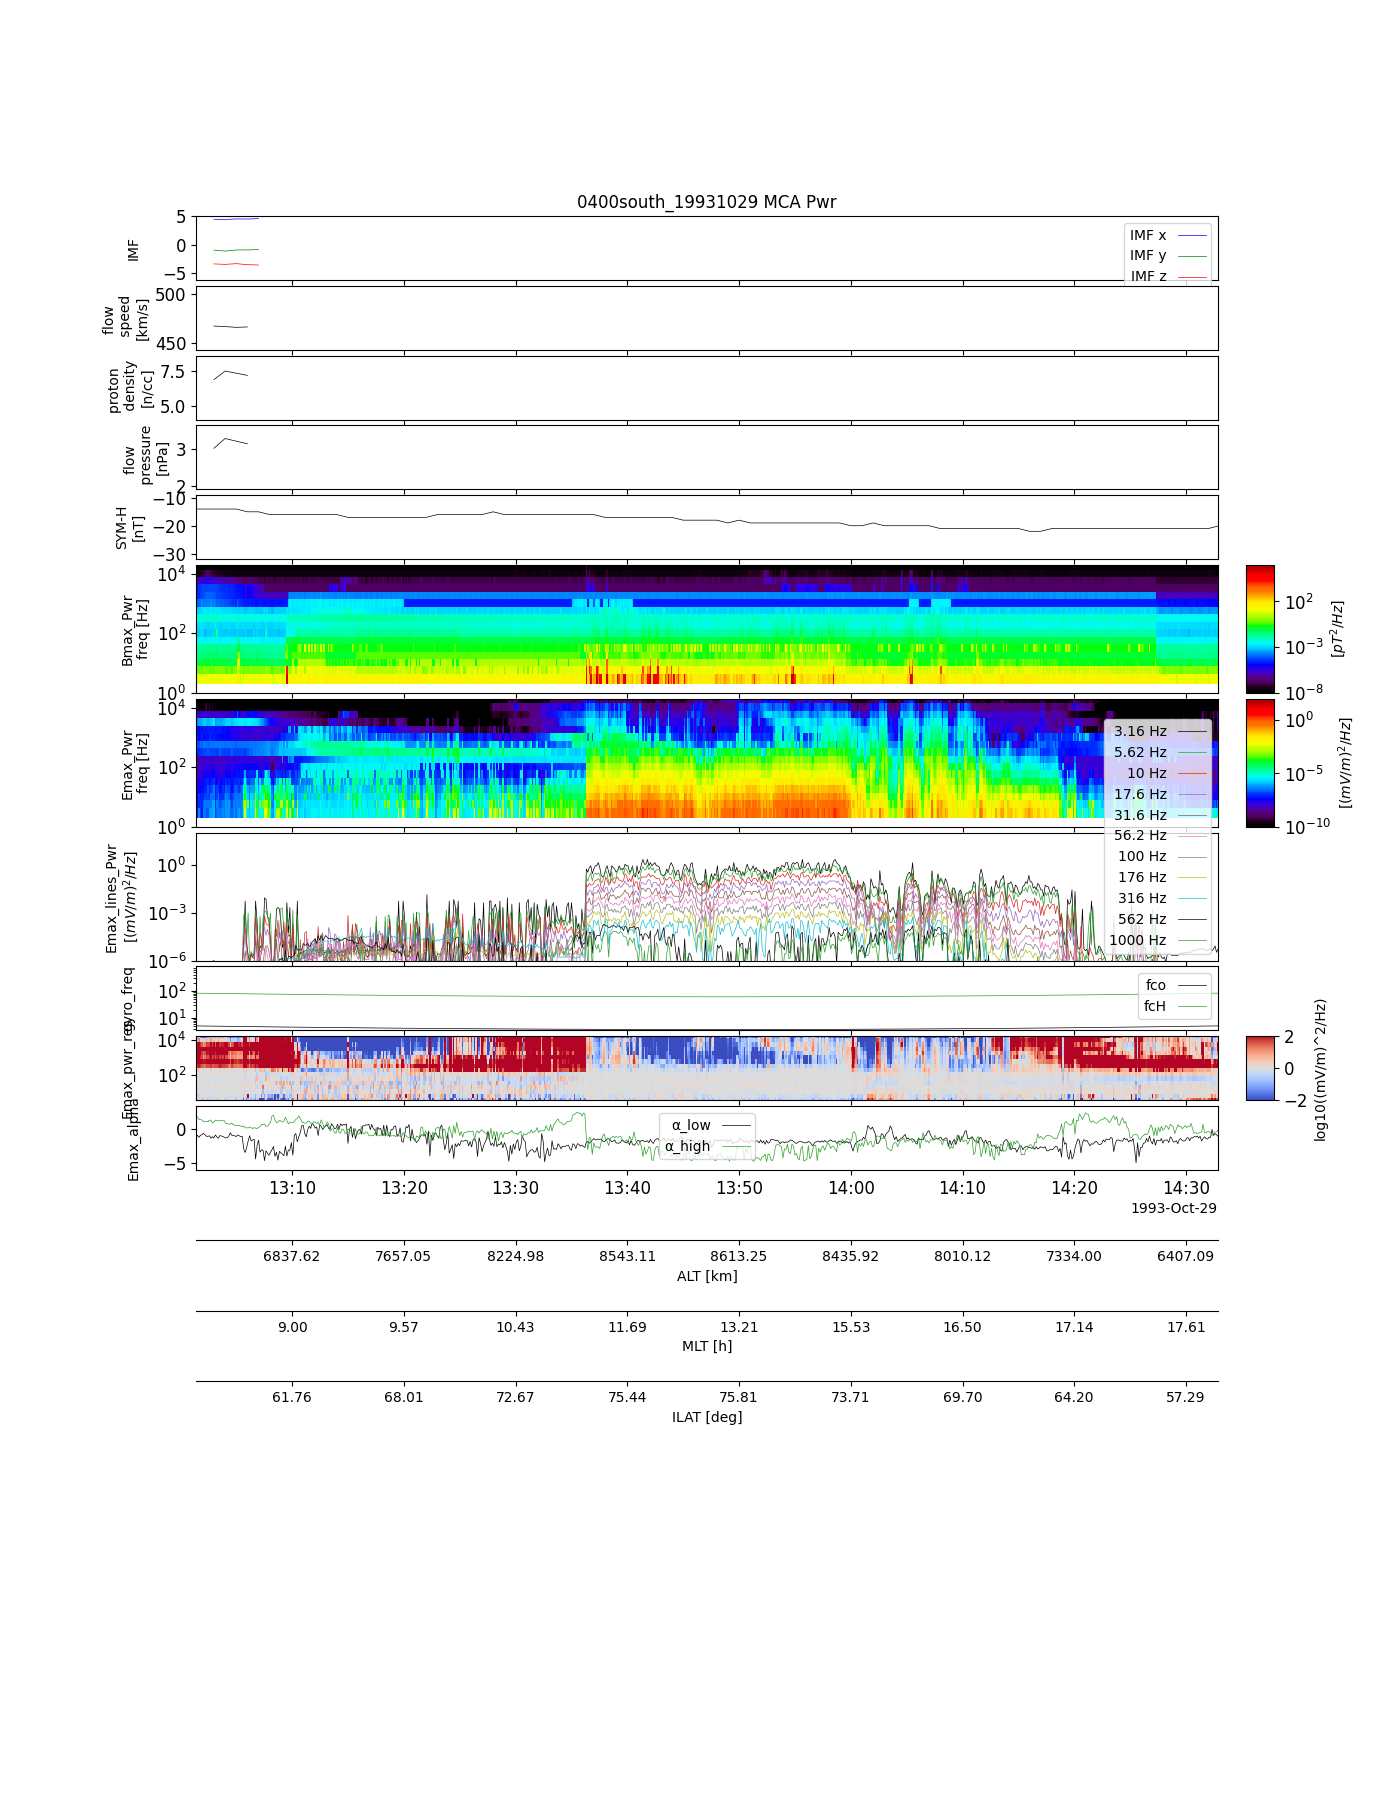 0400south_19931029 MCA Pwr
IMF
5
0
−5
IMF x
IMF y
IMF z
flow
speed
[km/s]
500
450
proton
density
[n/cc]
7.5
5.0
flow
pressure
[nPa]
3
2
SYM-H
[nT]
−10
−20
−30
Bmax_Pwr
freq [Hz]
10^4
10^2
10^0
10^2
10^−3
10^−8
[pT^2/Hz]
Emax_Pwr
freq [Hz]
10^4
10^2
10^0
10^0
10^−5
10^−10
[(mV/m)^2/Hz]
3.16 Hz
5.62 Hz
10 Hz
17.6 Hz
31.6 Hz
56.2 Hz
100 Hz
176 Hz
316 Hz
562 Hz
1000 Hz
Emax_lines_Pwr
[(mV/m)^2/Hz]
10^0
10^−3
10^−6
gyro_freq
10^2
10^1
fco
fcH
Emax_pwr_reg
10^4
10^2
2
0
−2
log10((mV/m)^2/Hz)
Emax_alpha
0
−5
α_low
α_high
13:10 13:20 13:30 13:40 13:50 14:00 14:10 14:20 14:30
1993-Oct-29
6837.62 7657.05 8224.98 8543.11 8613.25 8435.92 8010.12 7334.00 6407.09
ALT [km]
9.00 9.57 10.43 11.69 13.21 15.53 16.50 17.14 17.61
MLT [h]
61.76 68.01 72.67 75.44 75.81 73.71 69.70 64.20 57.29
ILAT [deg]